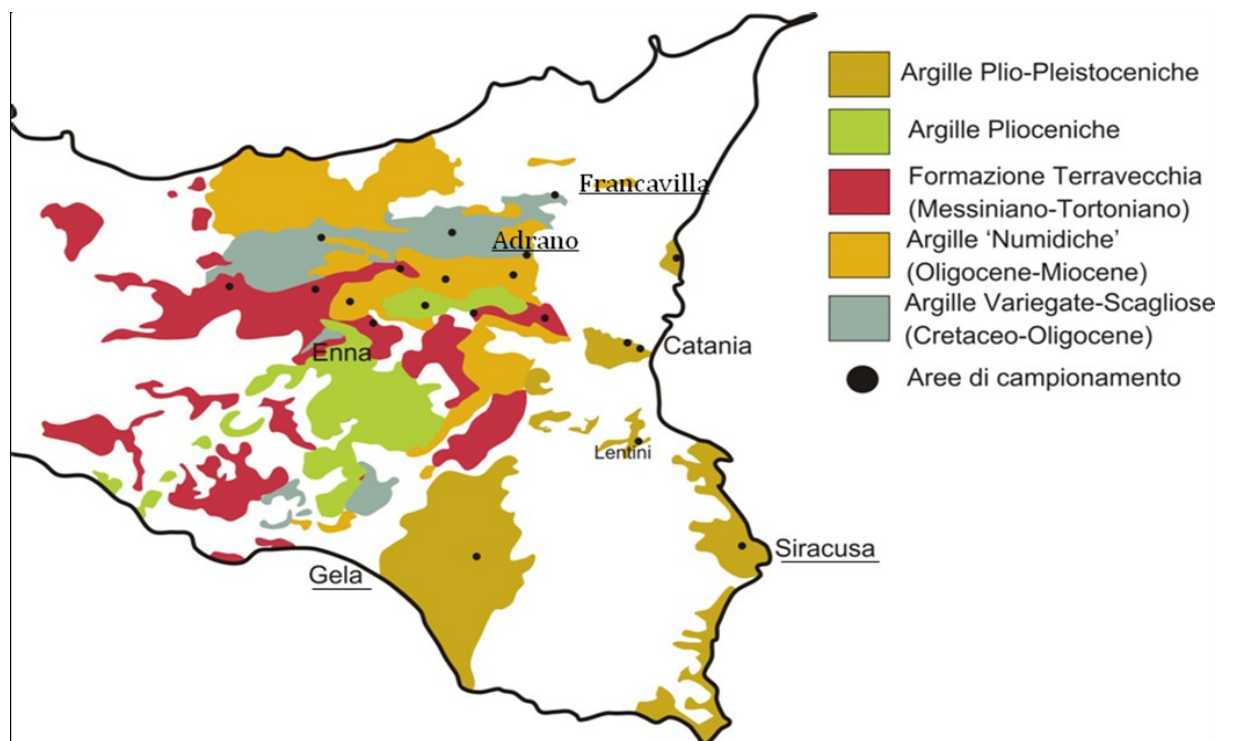 Argille Plio-Pleistoceniche
Argille Plioceniche
Formazione Terravecchia
(Messiniano-Tortoniano)
Argille 'Numidiche'
(Oligocene-Miocene)
Argille Variegate-Scagliose
(Cretaceo-Oligocene)
Aree di campionamento
Francavilla
Adrano
Enna
Catania
Lentini
Siracusa
Gela